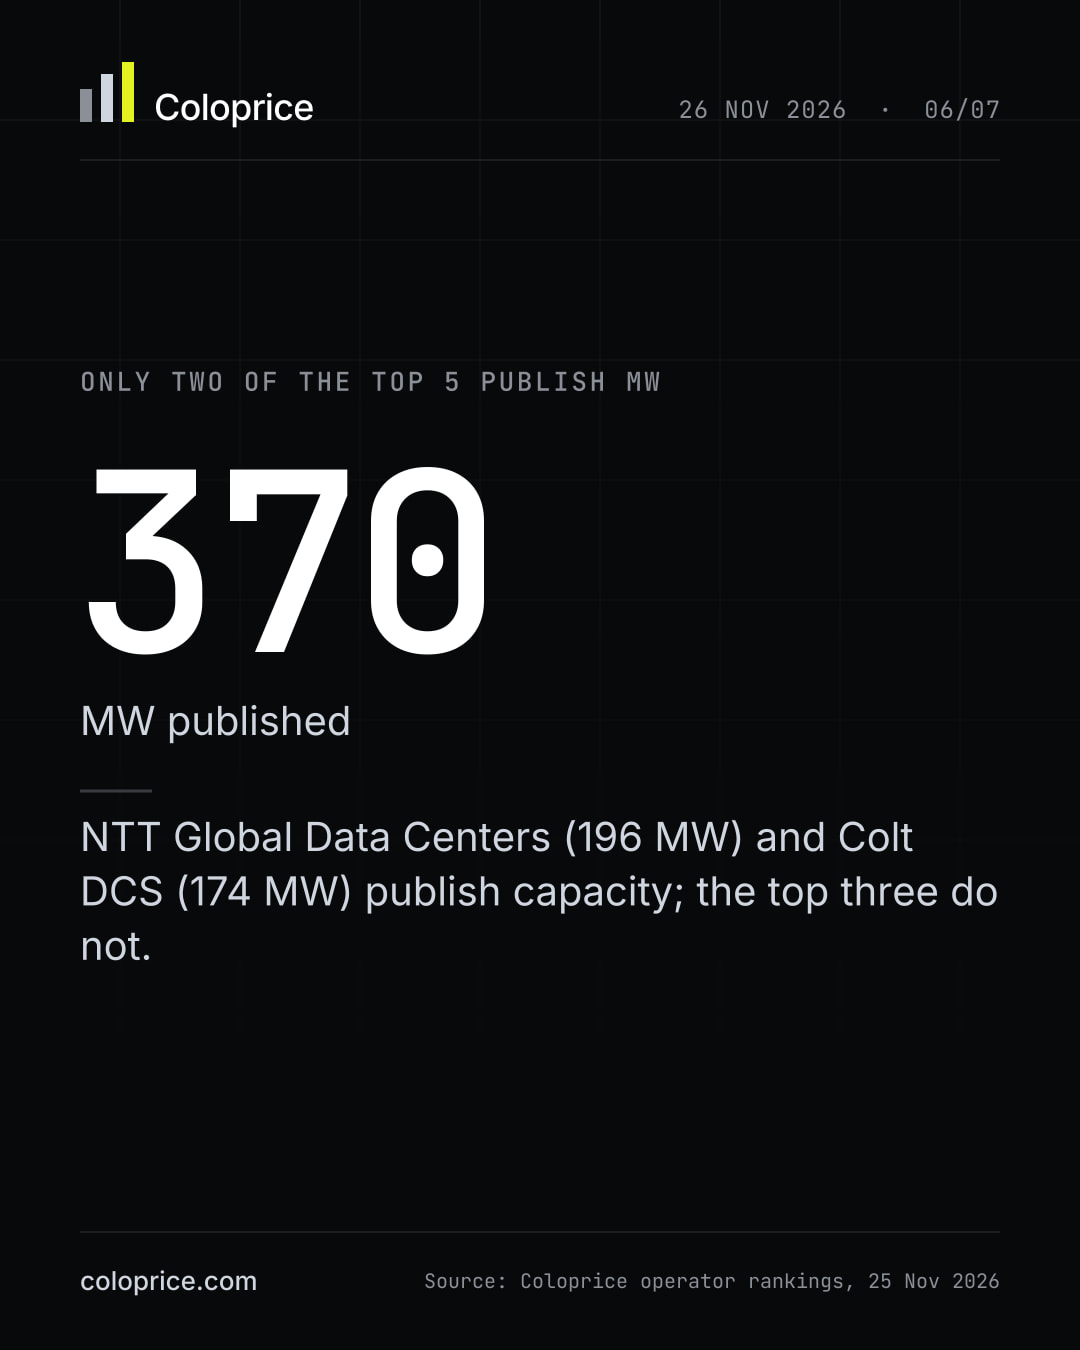 Coloprice
26 NOV 2026 · 06/07
ONLY TWO OF THE TOP 5 PUBLISH MW
370
MW published
NTT Global Data Centers (196 MW) and Colt
DCS (174 MW) publish capacity; the top three do
not.
coloprice.com
Source: Coloprice operator rankings, 25 Nov 2026